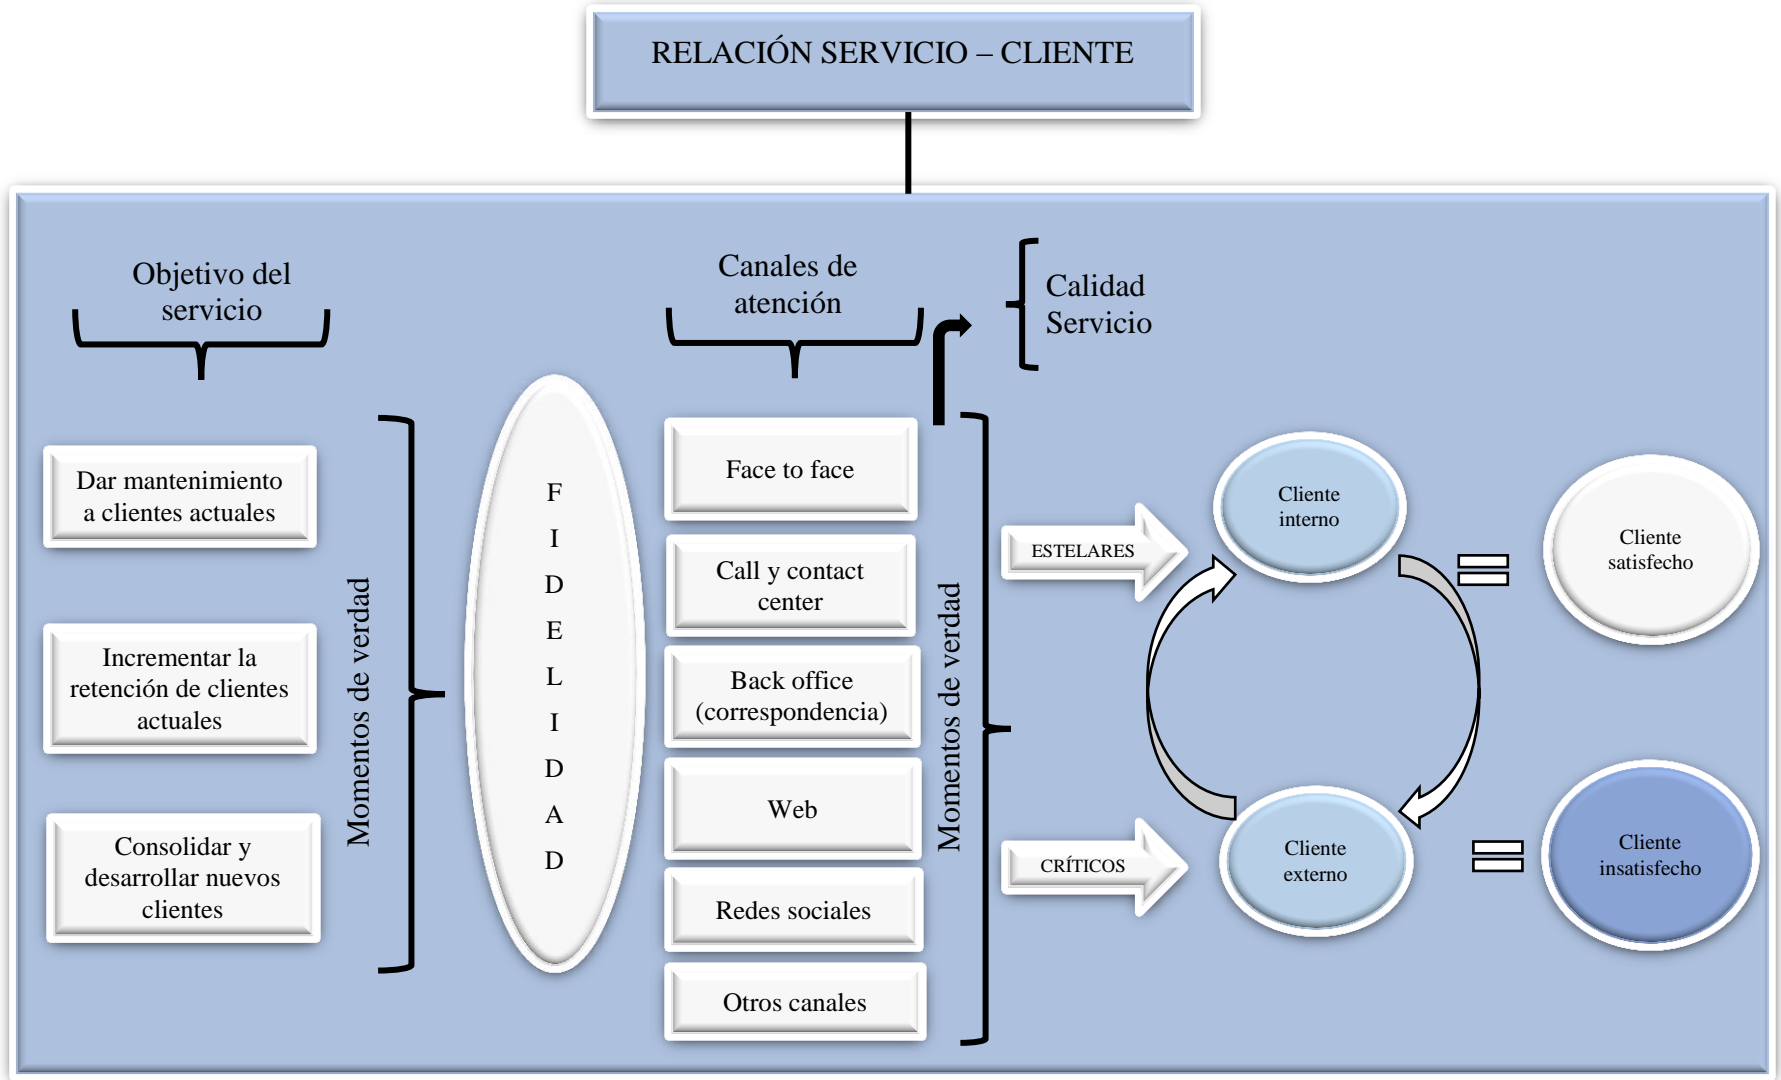 RELACIÓN SERVICIO – CLIENTE
Objetivo del
servicio
Dar mantenimiento
a clientes actuales
Incrementar la
retención de clientes
actuales
Consolidar y
desarrollar nuevos
clientes
Momentos de verdad
F
I
D
E
L
I
D
A
D
Canales de
atención
Face to face
Call y contact
center
Back office
(correspondencia)
Web
Redes sociales
Otros canales
Momentos de verdad
Calidad
Servicio
ESTELARES
CRÍTICOS
Cliente
interno
Cliente
externo
Cliente
satisfecho
Cliente
insatisfecho